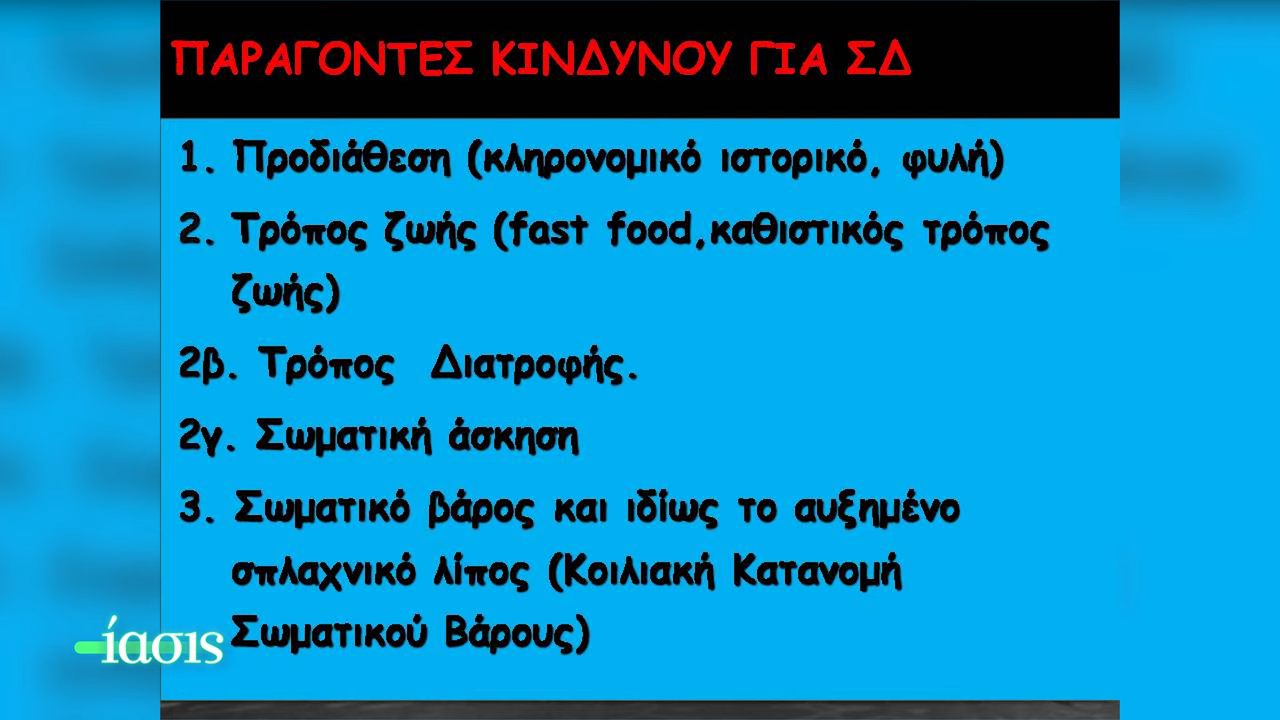 ΠΑΡΑΓΟΝΤΕΣ ΚΙΝΔΥΝΟΥ ΓΙΑ ΣΔ
1. Προδιάθεση (κληρονομικό ιστορικό, φυλή)
2. Τρόπος ζωής (fast food,καθιστικός τρόπος
ζωής)
2β. Τρόπος Διατροφής.
2γ. Σωματική άσκηση
3. Σωματικό βάρος και ιδίως το αυξημένο
σπλαχνικό λίπος (Κοιλιακή Κατανομή
Σωματικού Βάρους)
ίασις